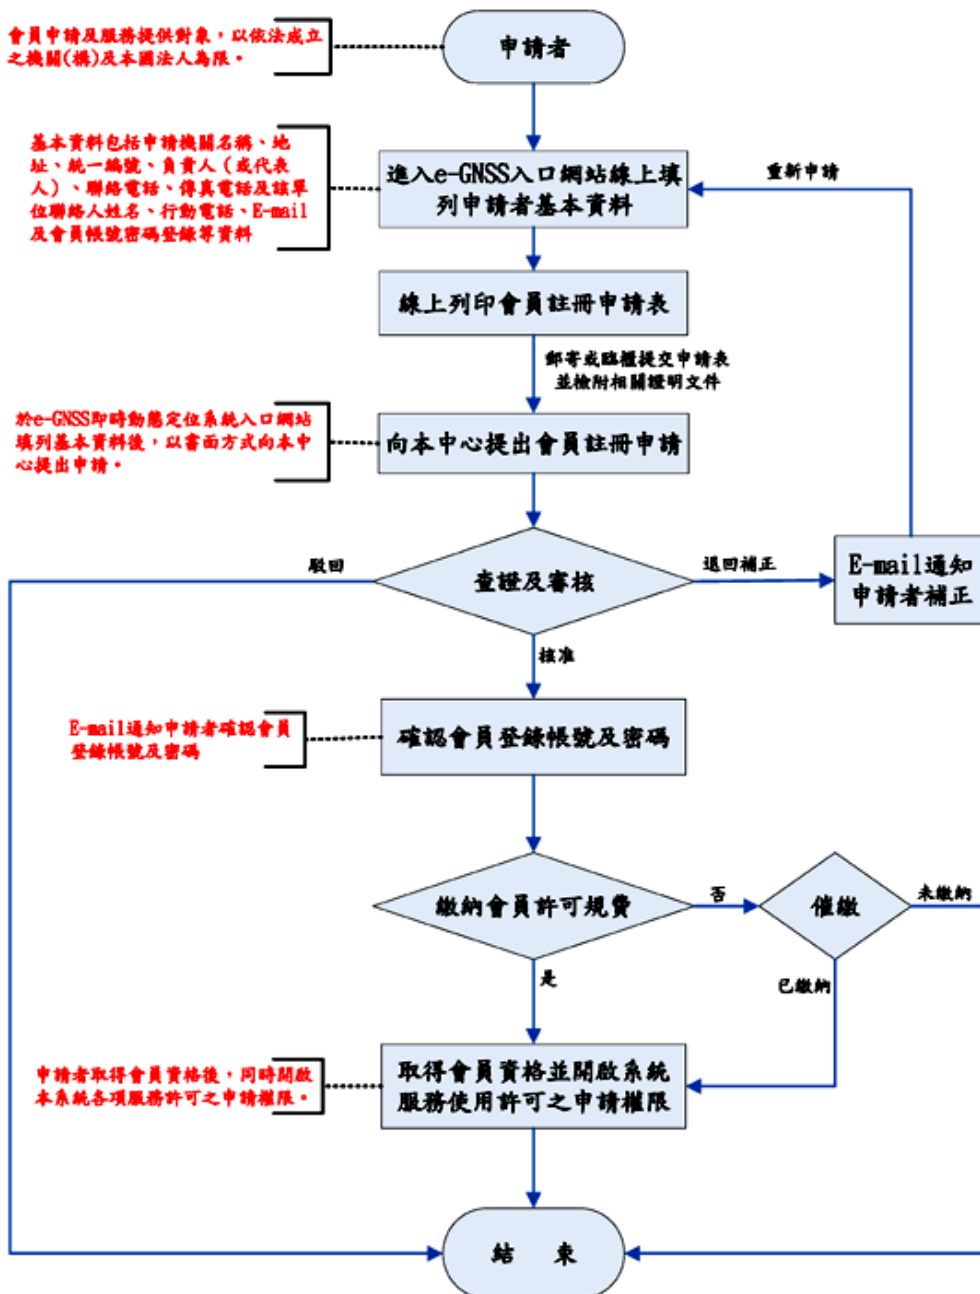 會員申請及服務提供對象，以依法成立
之機關(構)及本國法人為限。
申請者
基本資料包括申請機關名稱、地
址、統一編號、負責人（或代表
人）、聯絡電話、傳真電話及該單
位聯絡人姓名、行動電話、E-mail
及會員帳號密碼登錄等資料
進入e-GNSS入口網站線上填
列申請者基本資料
重新申請
線上列印會員註冊申請表
郵寄或臨櫃提交申請表
並檢附相關證明文件
於e-GNSS即時動態定位系統入口網站
填列基本資料後，以書面方式向本中
心提出申請。
向本中心提出會員註冊申請
駁回
查證及審核
退回補正
E-mail通知
申請者補正
核准
E-mail通知申請者確認會員
登錄帳號及密碼
確認會員登錄帳號及密碼
繳納會員許可規費
否
催繳
未繳納
是
已繳納
申請者取得會員資格後，同時開啟
本系統各項服務許可之申請權限。
取得會員資格並開啟系統
服務使用許可之申請權限
結 束